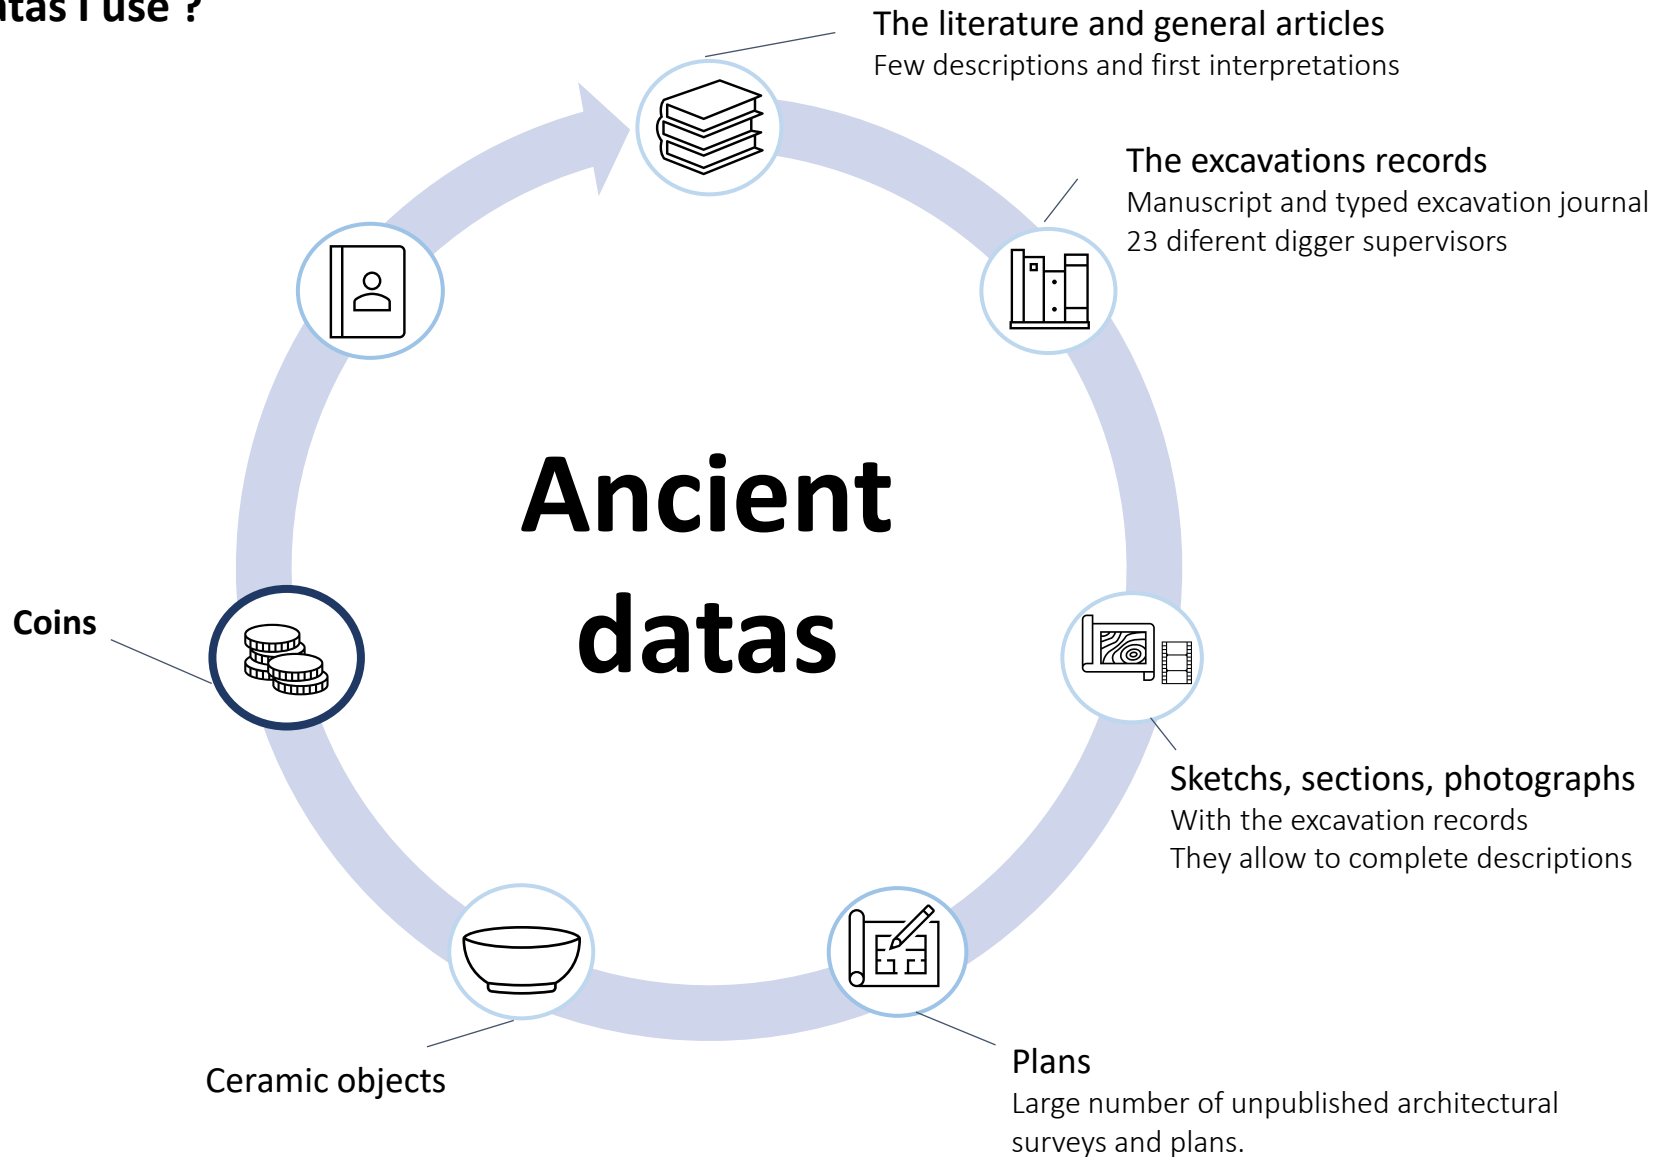 atas I use ?
The literature and general articles
Few descriptions and first interpretations
The excavations records
Manuscript and typed excavation journal
23 diferent digger supervisors
Ancient
datas
Coins
Sketchs, sections, photographs
With the excavation records
They allow to complete descriptions
Ceramic objects
Plans
Large number of unpublished architectural
surveys and plans.